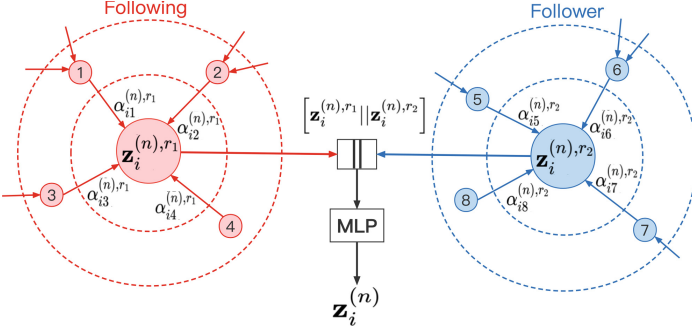 Following
Follower
1
2
5
6
α_{i1}^{(n),r_1}
α_{i2}^{(n),r_1}
[z_i^{(n),r_1}||z_i^{(n),r_2}]
α_{i5}^{(n),r_2}
α_{i6}^{(n),r_2}
z_i^{(n),r_1}
||
z_i^{(n),r_2}
3
α_{i3}^{(n),r_1}
α_{i4}^{(n),r_1}
4
8
α_{i8}^{(n),r_2}
α_{i7}^{(n),r_2}
7
MLP
z_i^{(n)}